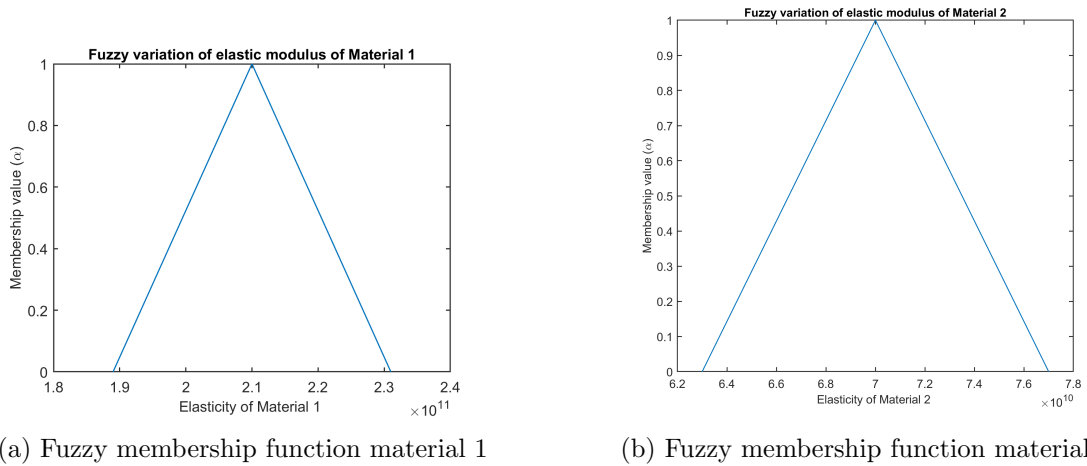 Fuzzy variation of elastic modulus of Material 1
Membership value (α)
1
0.8
0.6
0.4
0.2
0
1.8 1.9 2 2.1 2.2 2.3 2.4
Elasticity of Material 1
×10^11
(a) Fuzzy membership function material 1
Fuzzy variation of elastic modulus of Material 2
Membership value (α)
1
0.9
0.8
0.7
0.6
0.5
0.4
0.3
0.2
0.1
0
6.2 6.4 6.6 6.8 7 7.2 7.4 7.6 7.8
Elasticity of Material 2
×10^10
(b) Fuzzy membership function material